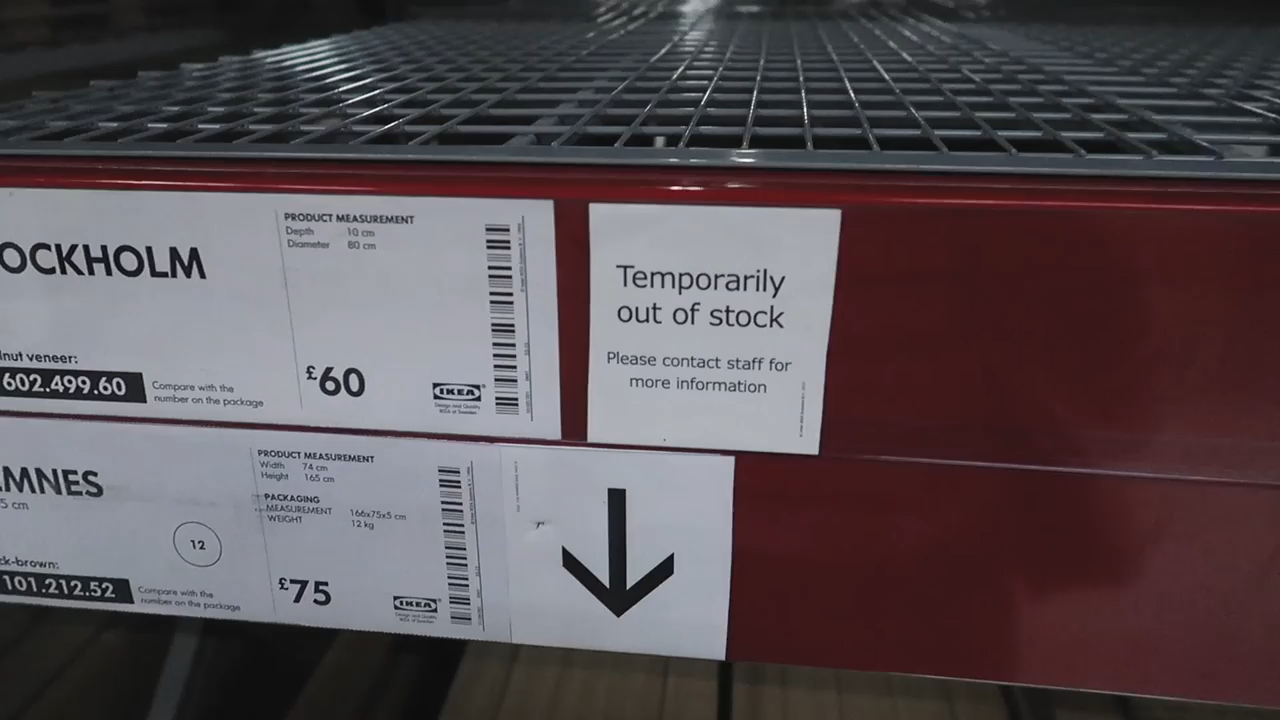 OCKHOLM
PRODUCT MEASUREMENT
Depth 10 cm
Diameter 80 cm
lnut veneer:
602.499.60
Compare with the
number on the package
£60
IKEA
Design and Quality
IKEA of Sweden
Temporarily
out of stock
Please contact staff for
more information
EMNES
5 cm
12
ck-brown:
101.212.52
Compare with the
number on the package
PRODUCT MEASUREMENT
Width 74 cm
Height 165 cm
PACKAGING
MEASUREMENT 166x75x5 cm
WEIGHT 12 kg
£75
IKEA
Design and Quality
IKEA of Sweden